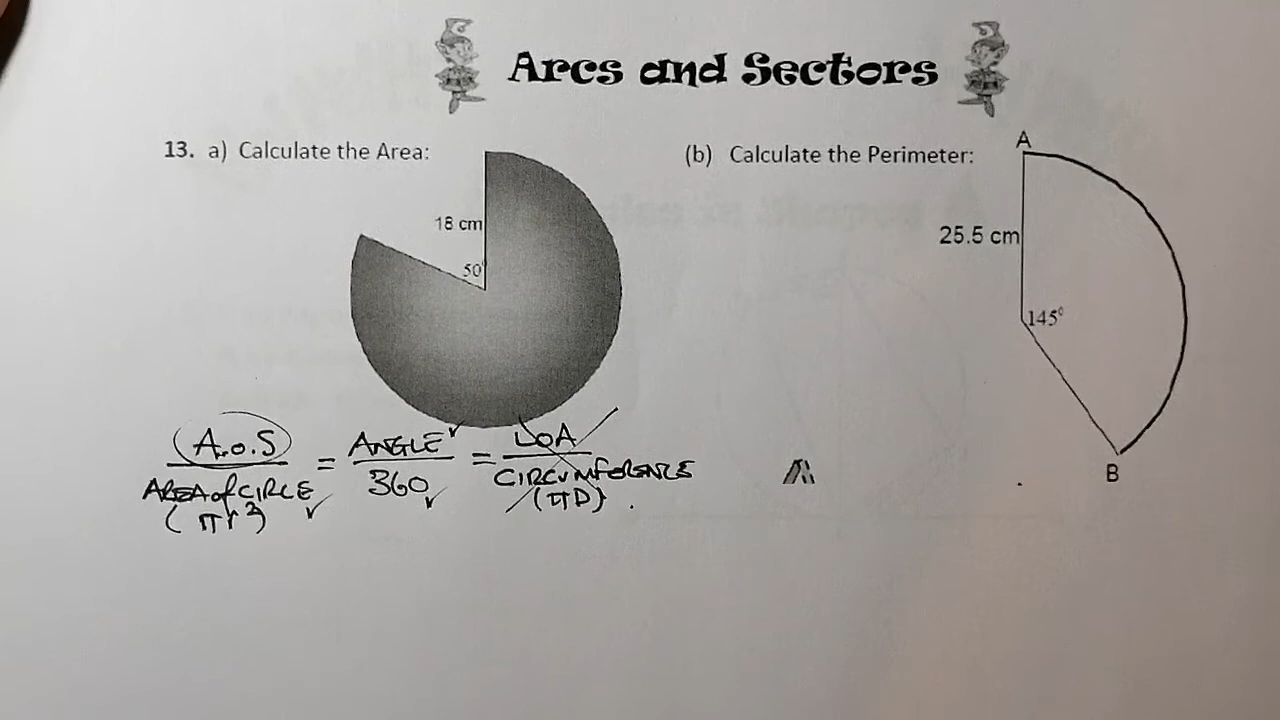 Arcs and Sectors
13. a) Calculate the Area:
18 cm
50°
(b) Calculate the Perimeter:
A
25.5 cm
145°
B
A.o.S = ANGLE = LOA
AREA of CIRCLE 360 CIRCUMFERENCE
(πr²) (πD).